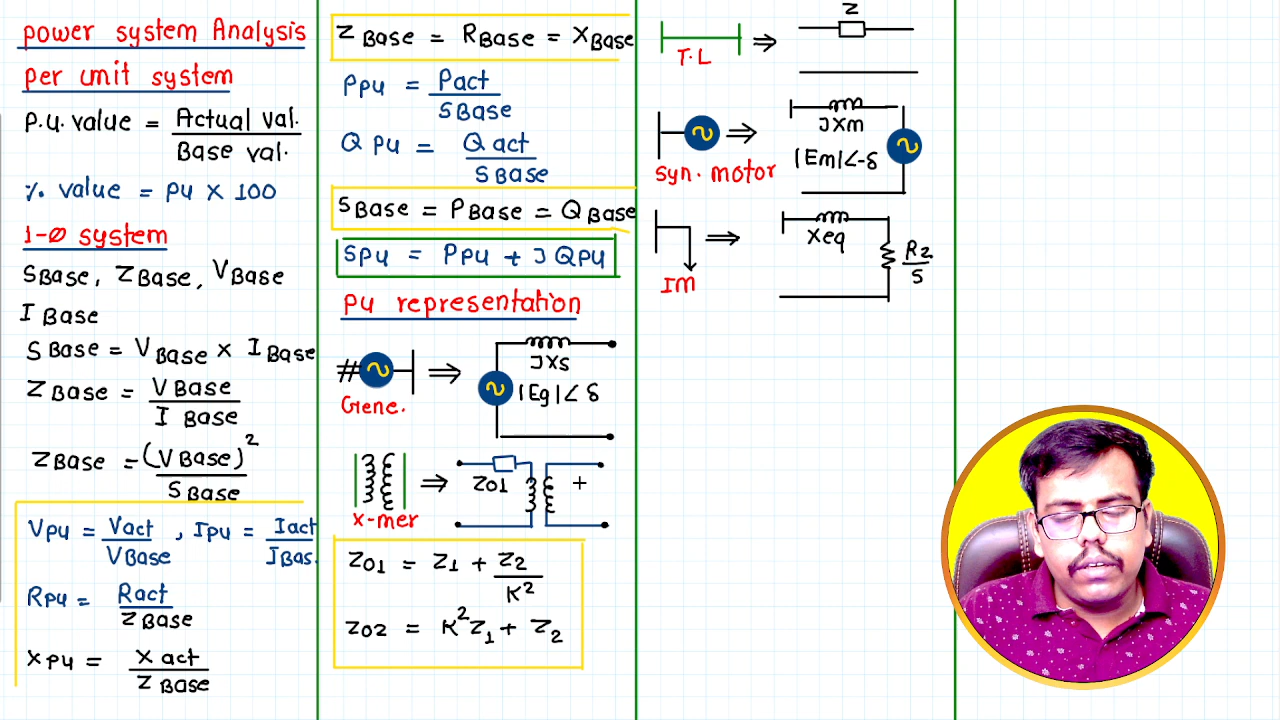 power system Analysis
per unit system
p.u. value = Actual val. / Base val.
% value = pu × 100
1-Ø system
SBase, ZBase, VBase
IBase
SBase = VBase × IBase
ZBase = VBase / IBase
ZBase = (VBase)² / SBase
Vpu = Vact / VBase , Ipu = Iact / IBas.
Rpu = Ract / ZBase
Xpu = Xact / ZBase
ZBase = RBase = XBase
Ppu = Pact / SBase
Qpu = Qact / SBase
SBase = PBase = QBase
Spu = Ppu + JQpu
pu representation
# ~ ⇒ JXs
~ |Eg|∠δ
Gene.
⇒ Z01 +
x-mer
Z01 = Z1 + Z2 / K²
Z02 = K²Z1 + Z2
⇒ Z
T.L
~ ⇒ JXm
|Em|∠-δ ~
syn. motor
⇒ Xeq
R2 / S
IM